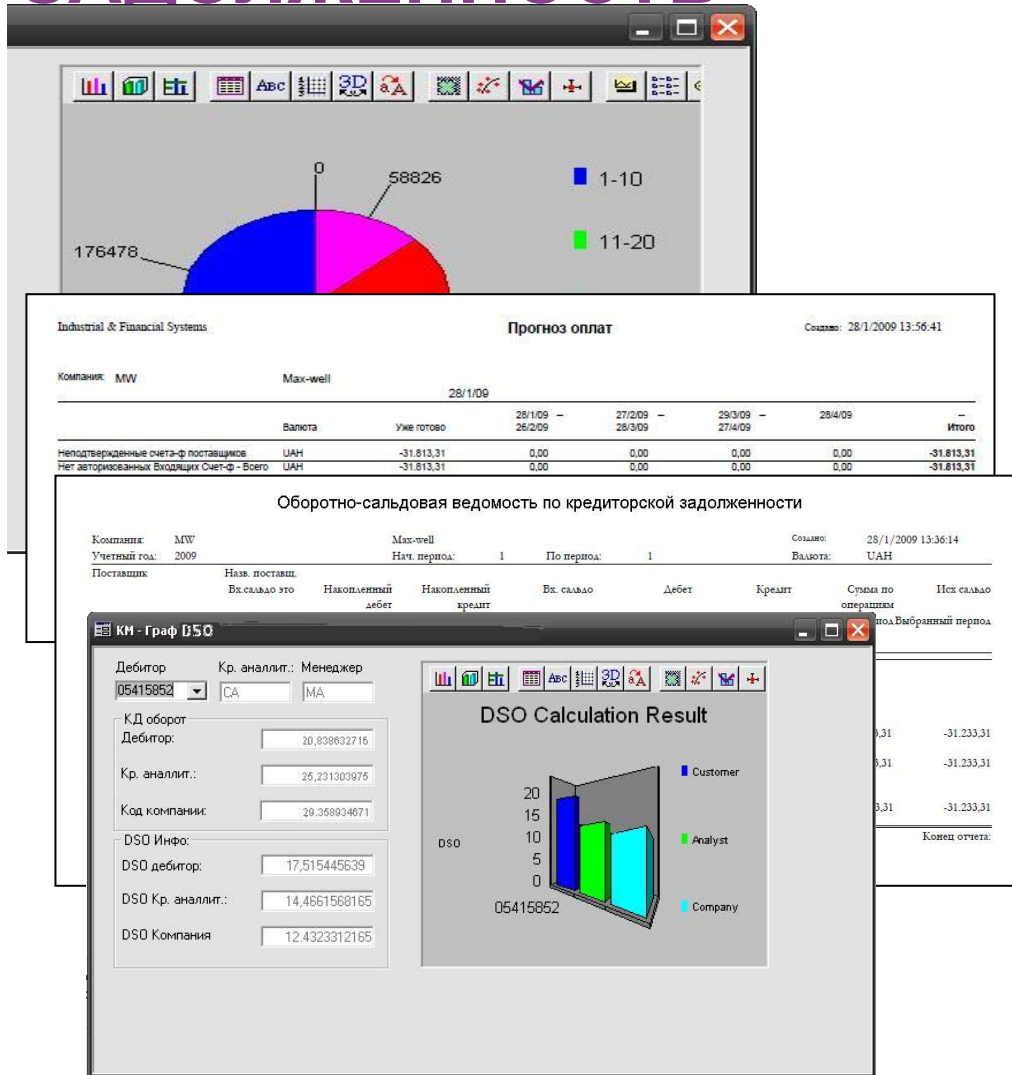 ЗАДОЛЖЕННОСТЬ
ABC 3D
0
58826
176478
1-10
11-20
Industrial & Financial Systems Прогноз оплат Создано: 28/1/2009 13:56:41
Компания: MW Max-well
28/1/09
28/1/09 – 27/2/09 – 29/3/09 – 28/4/09 --
Валюта Уже готово 26/2/09 28/3/09 27/4/09 Итого
Неподтвержденные счета-ф поставщиков UAH -31.813,31 0,00 0,00 0,00 0,00 -31.813,31
Нет авторизованных Входящих Счет-ф - Всего UAH -31.813,31 0,00 0,00 0,00 0,00 -31.813,31
Оборотно-сальдовая ведомость по кредиторской задолженности
Компания: MW Max-well Создано: 28/1/2009 13:36:14
Учетный год: 2009 Нач. период: 1 По период: 1 Валюта: UAH
Поставщик Назв. поставщ.
Вх.сальдо это Накопленный Накопленный Вх. сальдо Дебет Кредит Сумма по Исх сальдо
дебет кредит операциям
Выбранный период
3,31 -31.233,31
3,31 -31.233,31
3,31 -31.233,31
Конец отчета:
КМ - Граф DSO
Дебитор Кр. аналлит.: Менеджер
05415852 CA MA
КД оборот
Дебитор: 20,838632716
Кр. аналлит.: 25,231303975
Код компании: 29.358934671
DSO Инфо:
DSO дебитор: 17,515445639
DSO Кр. аналлит.: 14,4661568165
DSO Компания 12.4323312165
ABC
DSO Calculation Result
20
15
10
5
0
DSO
05415852
Customer
Analyst
Company